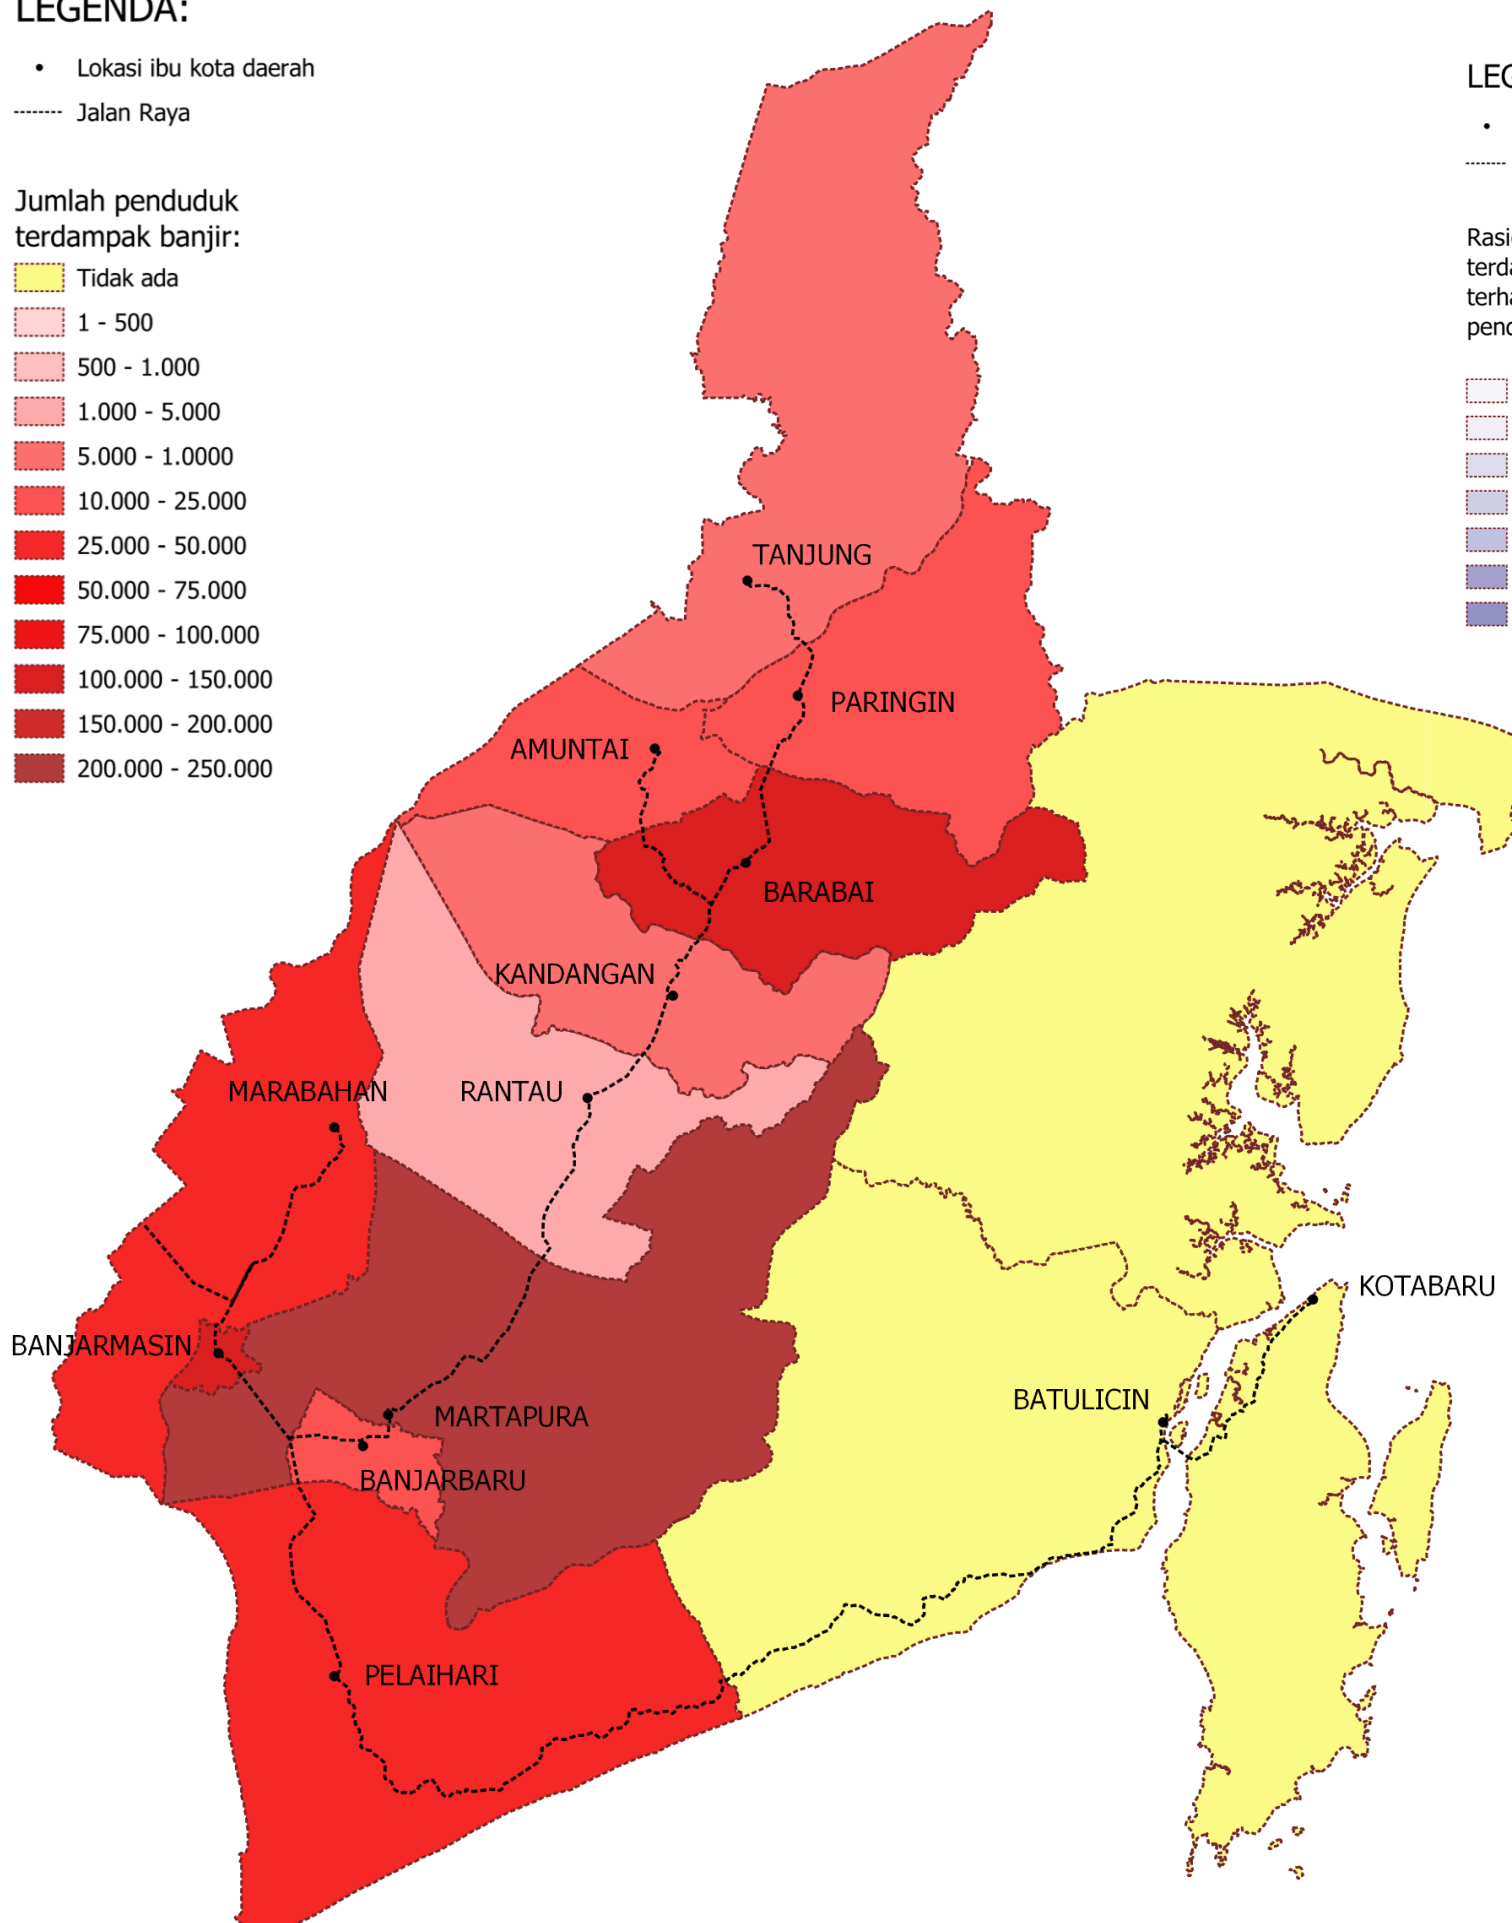 LEGENDA:
Lokasi ibu kota daerah
Jalan Raya
Jumlah penduduk
terdampak banjir:
Tidak ada
1 - 500
500 - 1.000
1.000 - 5.000
5.000 - 1.0000
10.000 - 25.000
25.000 - 50.000
50.000 - 75.000
75.000 - 100.000
100.000 - 150.000
150.000 - 200.000
200.000 - 250.000
TANJUNG
PARINGIN
AMUNTAI
BARABAI
KANDANGAN
MARABAHAN
RANTAU
KOTABARU
BANJARMASIN
BATULICIN
MARTAPURA
BANJARBARU
PELAIHARI